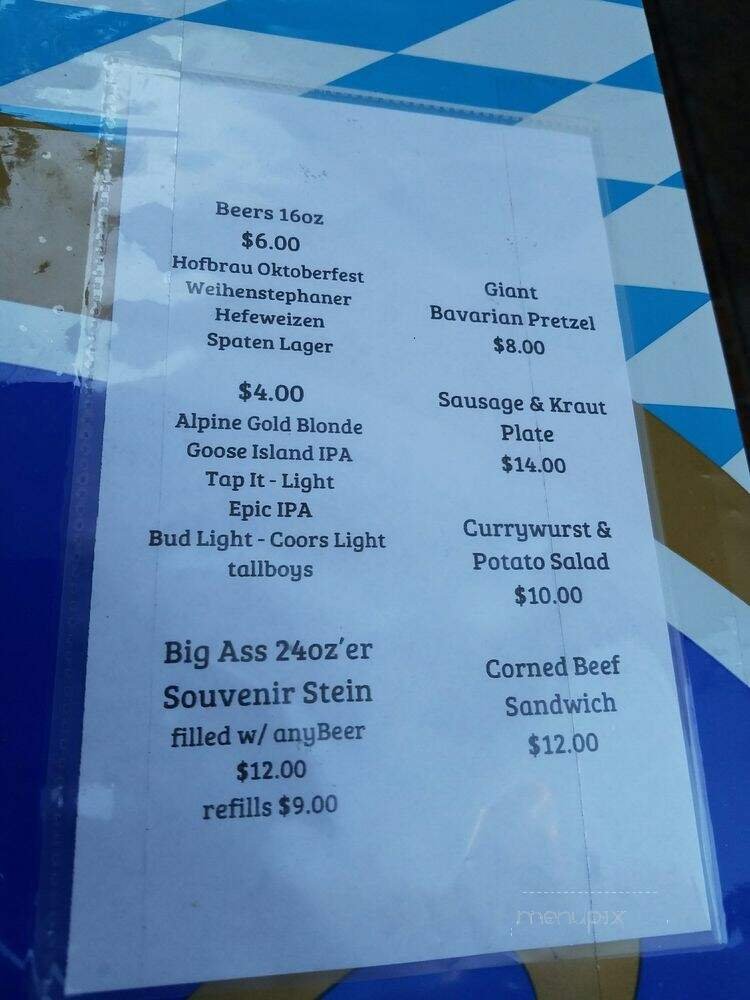 Beers 16oz
$6.00
Hofbrau Oktoberfest
Weihenstephaner
Hefeweizen
Spaten Lager
$4.00
Alpine Gold Blonde
Goose Island IPA
Tap It - Light
Epic IPA
Bud Light - Coors Light
tallboys
Big Ass 24oz'er
Souvenir Stein
filled w/ anyBeer
$12.00
refills $9.00
Giant
Bavarian Pretzel
$8.00
Sausage & Kraut
Plate
$14.00
Currywurst &
Potato Salad
$10.00
Corned Beef
Sandwich
$12.00
menupix